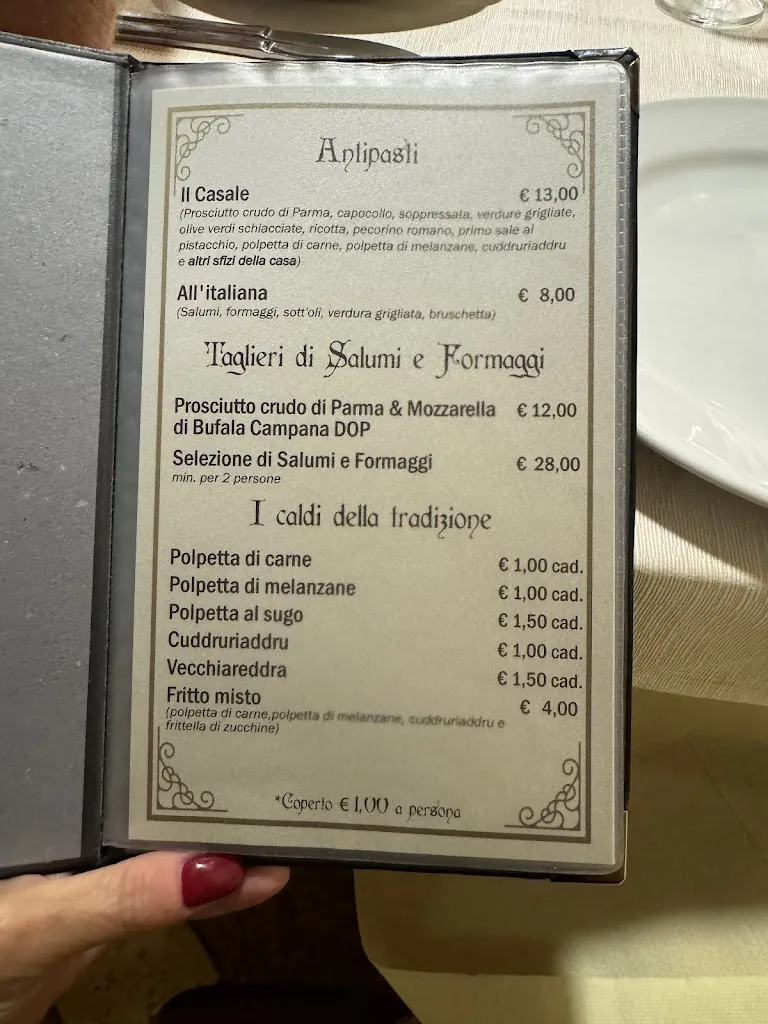 Antipasti
Il Casale € 13,00
(Prosciutto crudo di Parma, capocollo, soppressata, verdure grigliate,
olive verdi schiacciate, ricotta, pecorino romano, primo sale al
pistacchio, polpetta di carne, polpetta di melanzane, cuddruriaddru
e altri sfizi della casa)
All'italiana € 8,00
(Salumi, formaggi, sott'oli, verdura grigliata, bruschetta)
Taglieri di Salumi e Formaggi
Prosciutto crudo di Parma & Mozzarella € 12,00
di Bufala Campana DOP
Selezione di Salumi e Formaggi € 28,00
min. per 2 persone
I caldi della tradizione
Polpetta di carne € 1,00 cad.
Polpetta di melanzane € 1,00 cad.
Polpetta al sugo € 1,50 cad.
Cuddruriaddru € 1,00 cad.
Vecchiareddra € 1,50 cad.
Fritto misto € 4,00
(polpetta di carne,polpetta di melanzane, cuddruriaddru e
frittella di zucchine)
*Coperto € 1,00 a persona